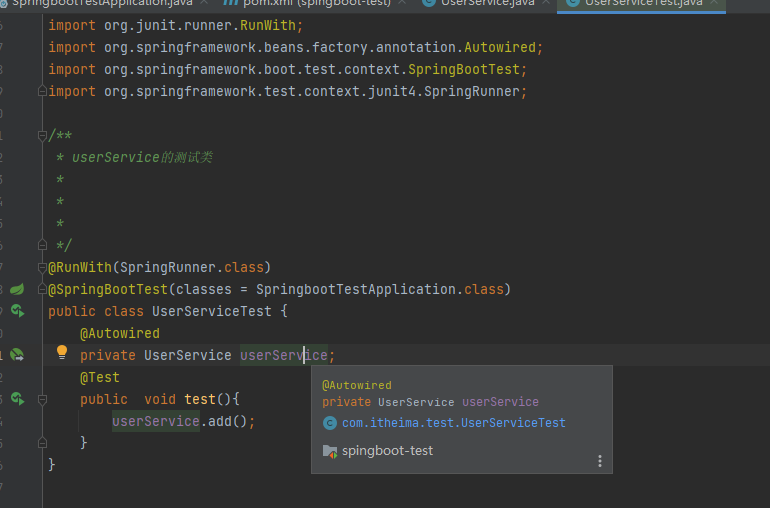 SpringbootTestApplication.java
pom.xml (spingboot-test)
UserService.java
UserServiceTest.java
import org.junit.runner.RunWith;
import org.springframework.beans.factory.annotation.Autowired;
import org.springframework.boot.test.context.SpringBootTest;
import org.springframework.test.context.junit4.SpringRunner;
/**
* userService的测试类
*
*
*
*/
@RunWith(SpringRunner.class)
@SpringBootTest(classes = SpringbootTestApplication.class)
public class UserServiceTest {
@Autowired
private UserService userService;
@Test
public  void test(){
userService.add();
}
}
@Autowired
private UserService userService
com.itheima.test.UserServiceTest
spingboot-test